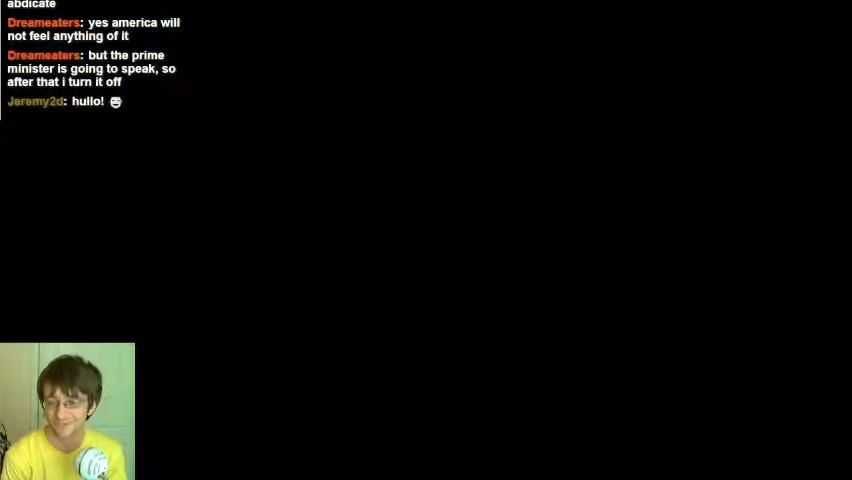 abdicate
Dreameaters: yes america will
not feel anything of it
Dreameaters: but the prime
minister is going to speak, so
after that i turn it off
Jeremy2d: hullo!